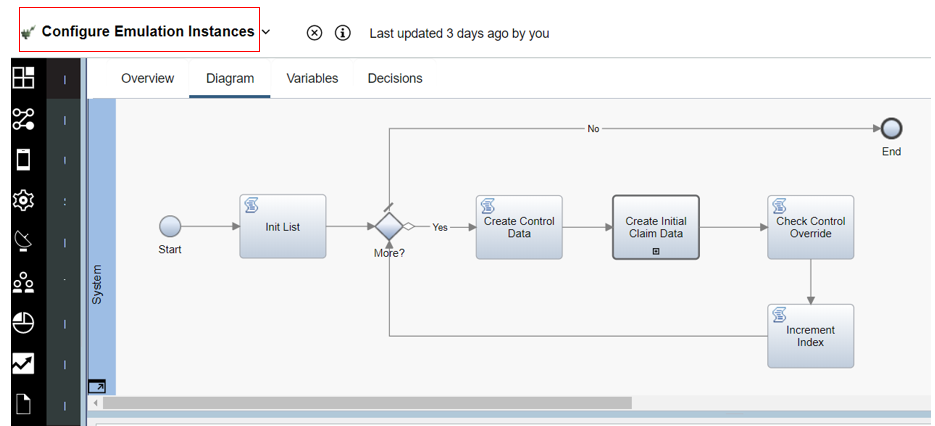 Configure Emulation Instances
Last updated 3 days ago by you
Overview
Diagram
Variables
Decisions
No
End
Start
Init List
More?
Yes
Create Control
Data
Create Initial
Claim Data
Check Control
Override
System
Increment
Index